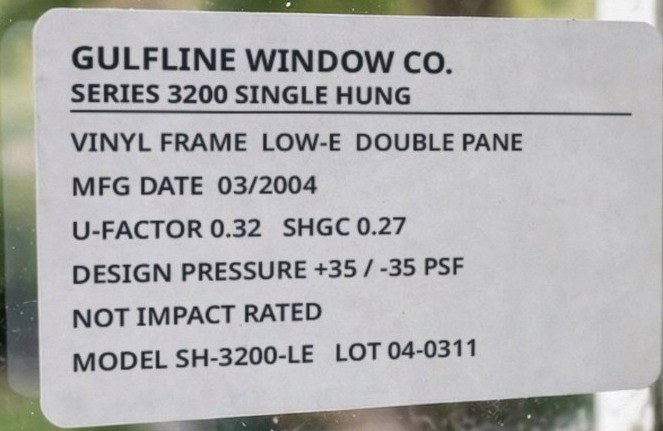 GULFLINE WINDOW CO.
SERIES 3200 SINGLE HUNG
VINYL FRAME LOW-E DOUBLE PANE
MFG DATE 03/2004
U-FACTOR 0.32 SHGC 0.27
DESIGN PRESSURE +35 / -35 PSF
NOT IMPACT RATED
MODEL SH-3200-LE LOT 04-0311